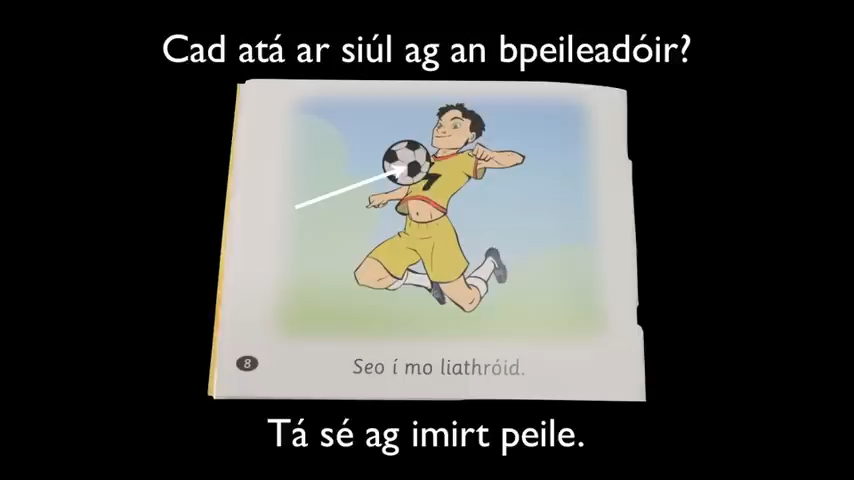 Cad atá ar siúl ag an bpeileadóir?
7
8
Seo í mo liathróid.
Tá sé ag imirt peile.